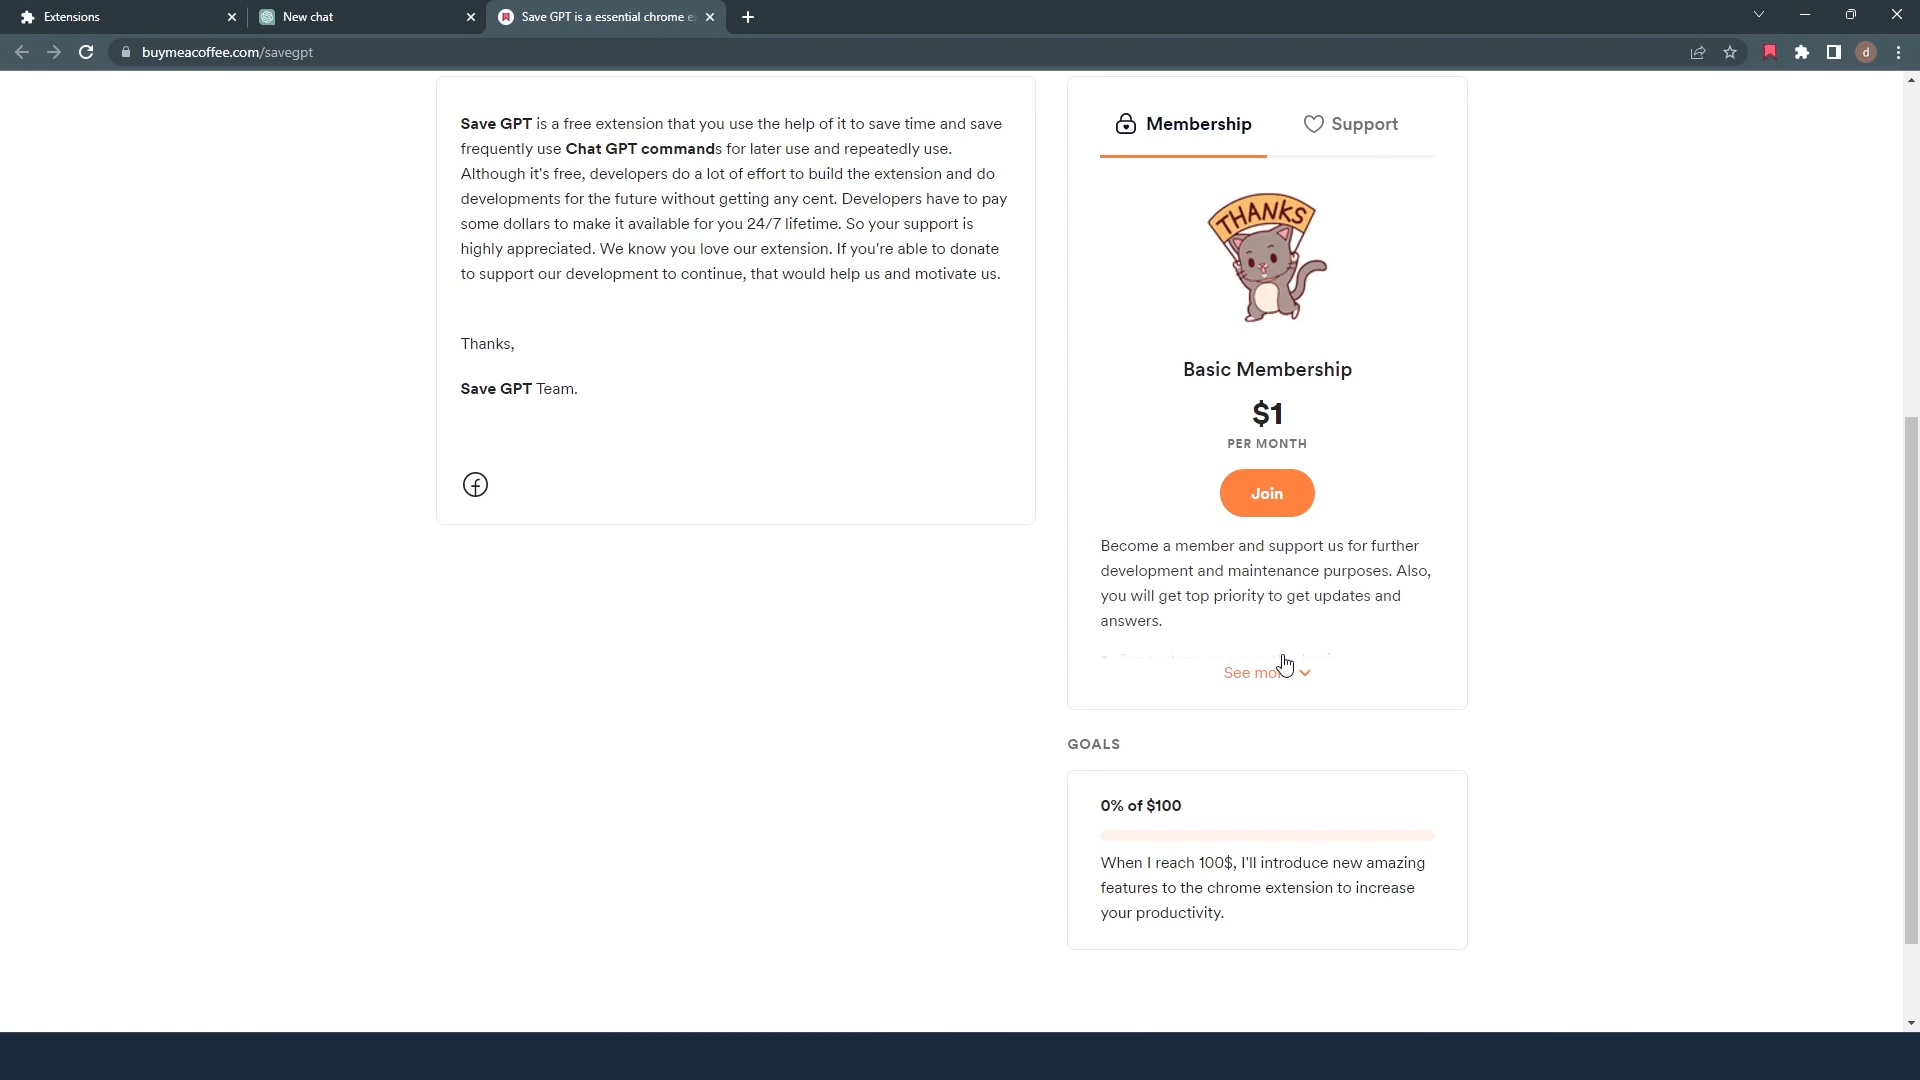 Extensions
New chat
Save GPT is a essential chrome e
buymeacoffee.com/savegpt
d
Save GPT is a free extension that you use the help of it to save time and save
frequently use Chat GPT commands for later use and repeatedly use.
Although it's free, developers do a lot of effort to build the extension and do
developments for the future without getting any cent. Developers have to pay
some dollars to make it available for you 24/7 lifetime. So your support is
highly appreciated. We know you love our extension. If you're able to donate
to support our development to continue, that would help us and motivate us.
Thanks,
Save GPT Team.
Membership
Support
THANKS
Basic Membership
$1
PER MONTH
Join
Become a member and support us for further
development and maintenance purposes. Also,
you will get top priority to get updates and
answers.
See mo
GOALS
0% of $100
When I reach 100$, I'll introduce new amazing
features to the chrome extension to increase
your productivity.